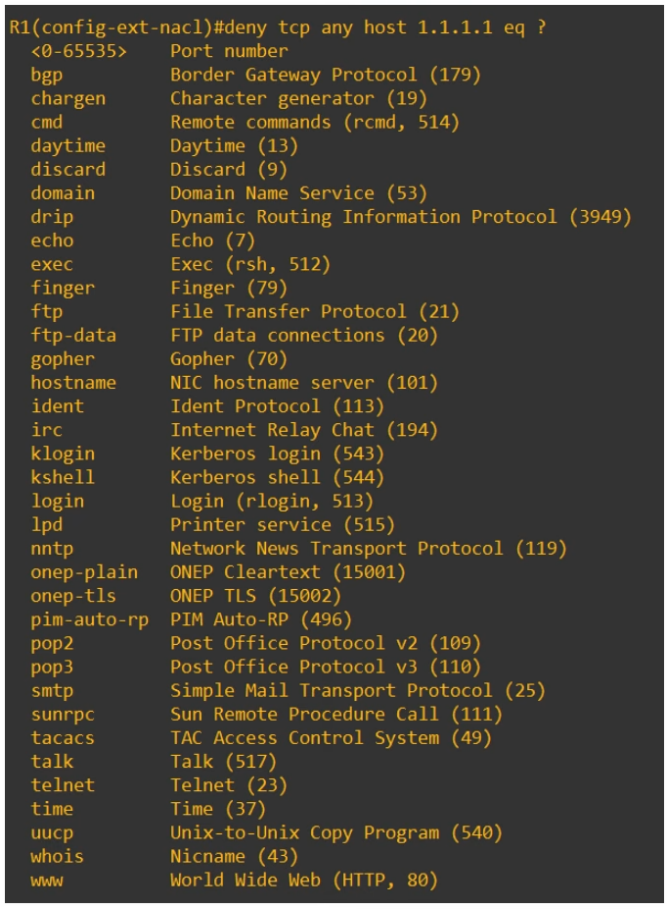 R1(config-ext-nacl)#deny tcp any host 1.1.1.1 eq ?
<0-65535> Port number
bgp Border Gateway Protocol (179)
chargen Character generator (19)
cmd Remote commands (rcmd, 514)
daytime Daytime (13)
discard Discard (9)
domain Domain Name Service (53)
drip Dynamic Routing Information Protocol (3949)
echo Echo (7)
exec Exec (rsh, 512)
finger Finger (79)
ftp File Transfer Protocol (21)
ftp-data FTP data connections (20)
gopher Gopher (70)
hostname NIC hostname server (101)
ident Ident Protocol (113)
irc Internet Relay Chat (194)
klogin Kerberos login (543)
kshell Kerberos shell (544)
login Login (rlogin, 513)
lpd Printer service (515)
nntp Network News Transport Protocol (119)
onep-plain ONEP Cleartext (15001)
onep-tls ONEP TLS (15002)
pim-auto-rp PIM Auto-RP (496)
pop2 Post Office Protocol v2 (109)
pop3 Post Office Protocol v3 (110)
smtp Simple Mail Transport Protocol (25)
sunrpc Sun Remote Procedure Call (111)
tacacs TAC Access Control System (49)
talk Talk (517)
telnet Telnet (23)
time Time (37)
uucp Unix-to-Unix Copy Program (540)
whois Nicname (43)
www World Wide Web (HTTP, 80)